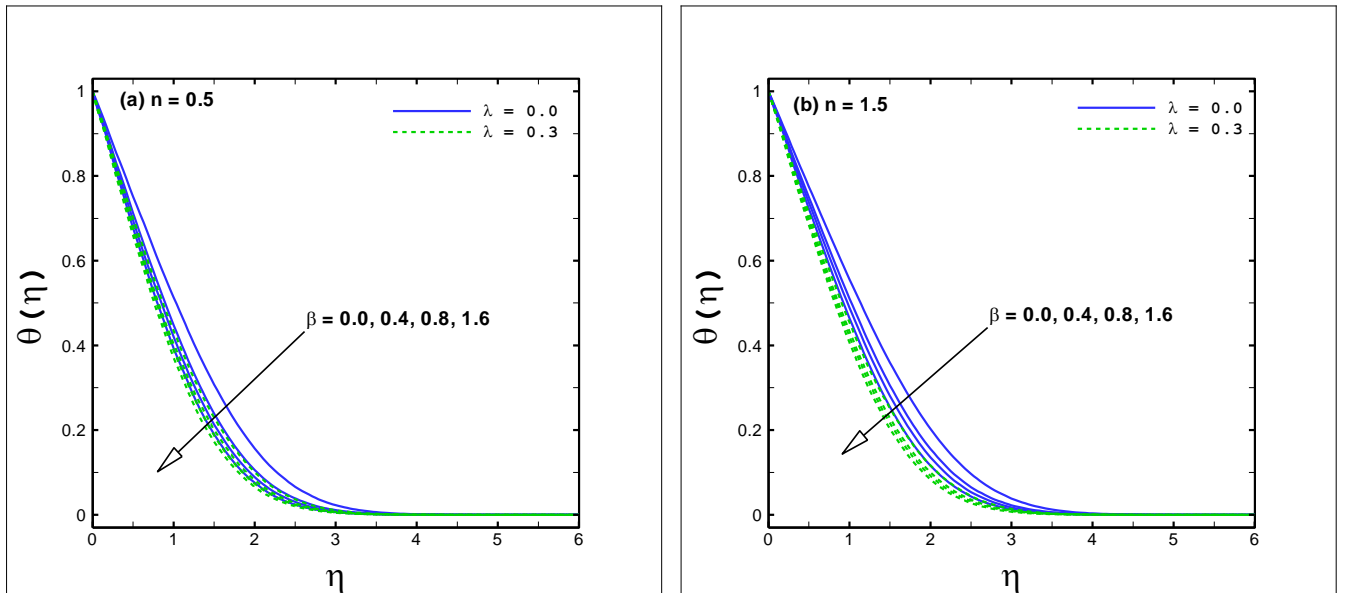 (a) n = 0.5
λ = 0.0
λ = 0.3
β = 0.0, 0.4, 0.8, 1.6
θ (η)
1
0.8
0.6
0.4
0.2
0
0 1 2 3 4 5 6
η
(b) n = 1.5
λ = 0.0
λ = 0.3
β = 0.0, 0.4, 0.8, 1.6
θ (η)
1
0.8
0.6
0.4
0.2
0
0 1 2 3 4 5 6
η